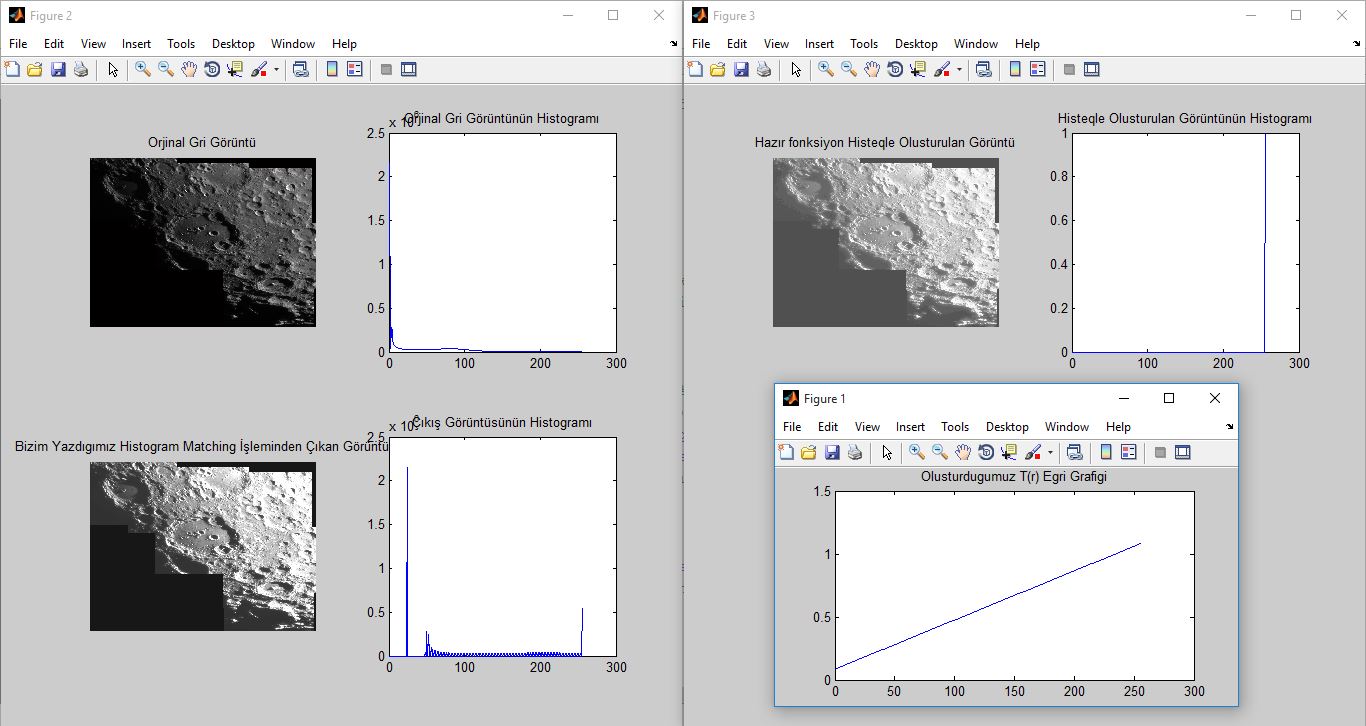 Figure 2
File Edit View Insert Tools Desktop Window Help
Orjinal Gri Görüntü
x 10
Orjinal Gri Görüntünün Histogramı
2.5
2
1.5
1
0.5
0
0 100 200 300
Bizim Yazdıgımız Histogram Matching İşleminden Çıkan Görüntü
x 10
Çıkış Görüntüsünün Histogramı
2.5
2
1.5
1
0.5
0
0 100 200 300
Figure 3
File Edit View Insert Tools Desktop Window Help
Hazır fonksiyon Histeqle Olusturulan Görüntü
Histeqle Olusturulan Görüntünün Histogramı
1
0.8
0.6
0.4
0.2
0
0 100 200 300
Figure 1
File Edit View Insert Tools Desktop Window Help
Olusturdugumuz T(r) Egri Grafigi
1.5
1
0.5
0
0 50 100 150 200 250 300